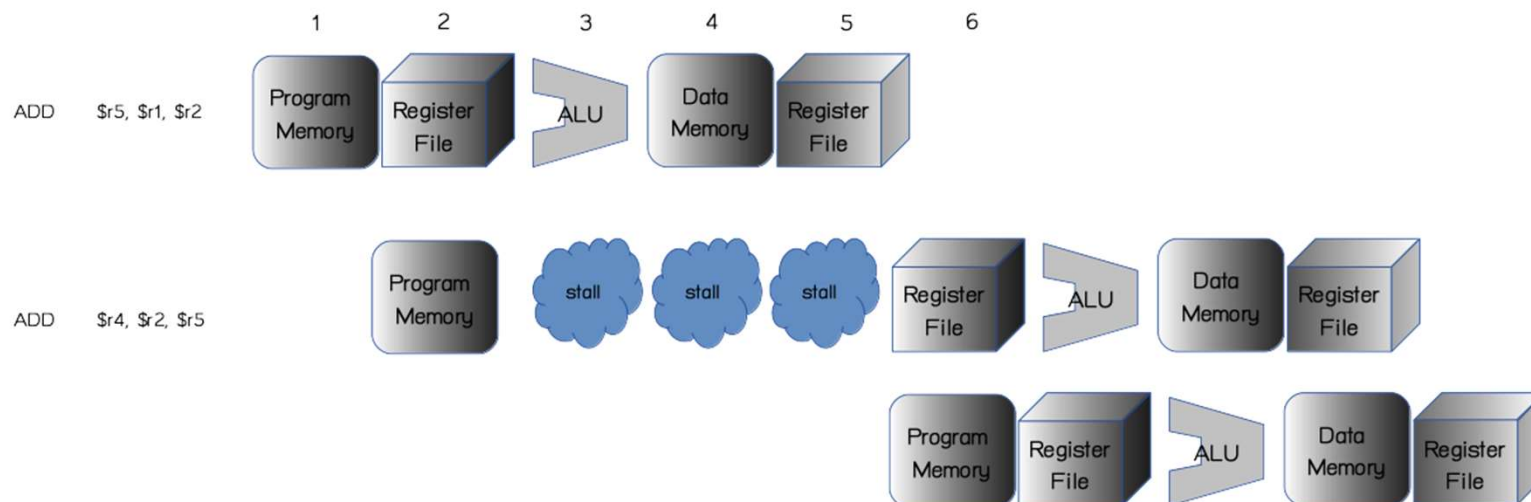 1 2 3 4 5 6
ADD $r5, $r1, $r2
Program Memory
Register File
ALU
Data Memory
Register File
ADD $r4, $r2, $r5
Program Memory
stall
stall
stall
Register File
ALU
Data Memory
Register File
Program Memory
Register File
ALU
Data Memory
Register File